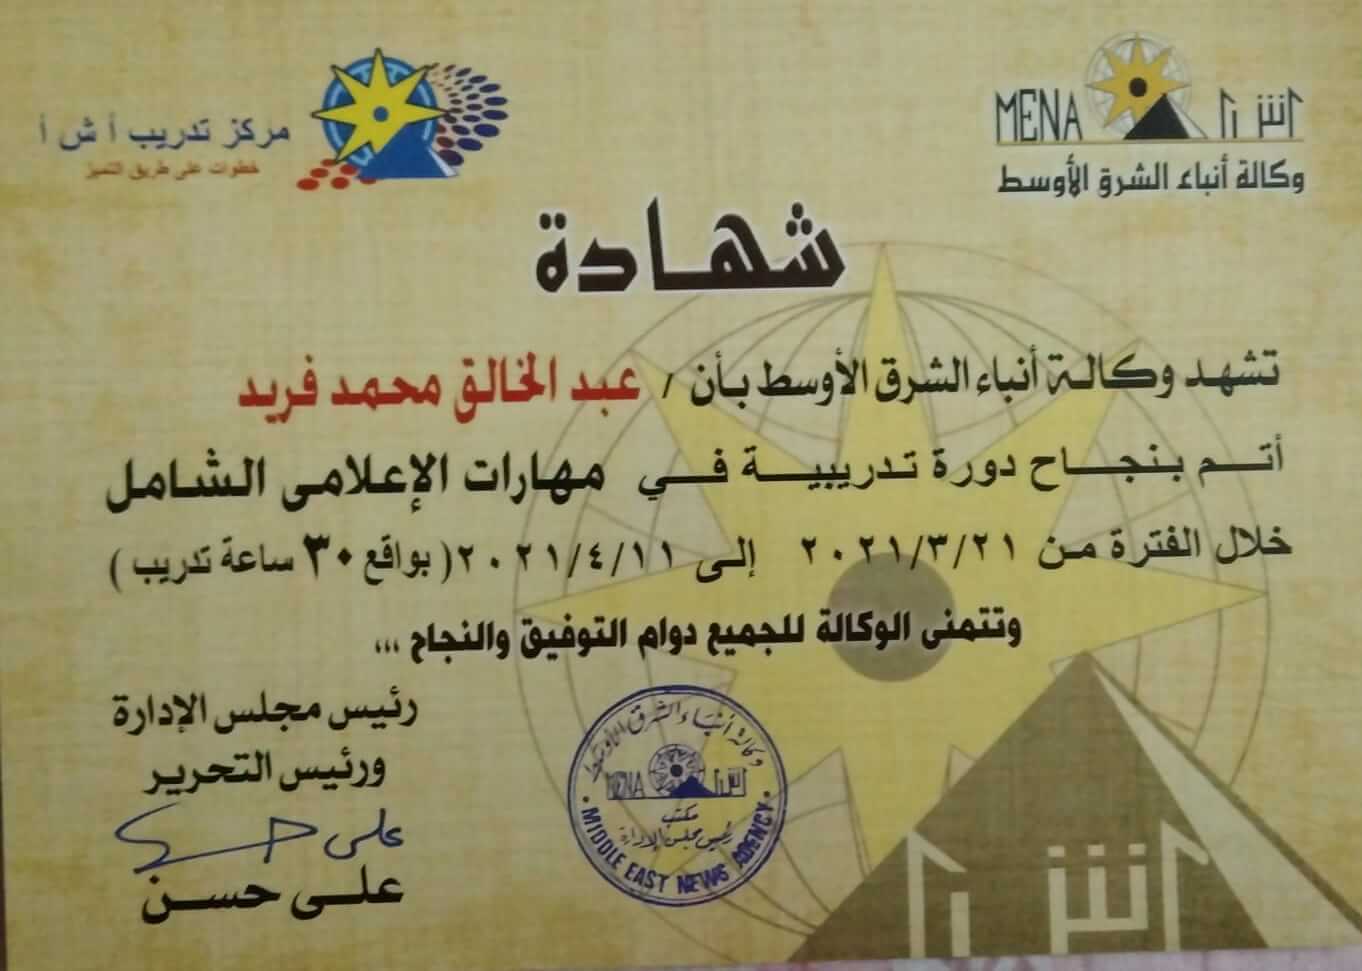 MENA أ ش أ
وكالة أنباء الشرق الأوسط
مركز تدريب أ ش أ
خطوات على طريق التميز
شهادة
تشهد وكالة أنباء الشرق الأوسط بأن / عبد الخالق محمد فريد
أتم بنجاح دورة تدريبية في مهارات الإعلامى الشامل
خلال الفترة من ٢٠٢١/٣/٢١ إلى ٢٠٢١/٤/١١ ( بواقع ٣٠ ساعة تدريب )
وتتمنى الوكالة للجميع دوام التوفيق والنجاح ،،،
رئيس مجلس الإدارة
ورئيس التحرير
على حسن
على حسن
وكالة أنباء الشرق الأوسط
MENA أ ش أ
مكتب
رئيس مجلس الإدارة
MIDDLE EAST NEWS AGENCY
أ ش أ